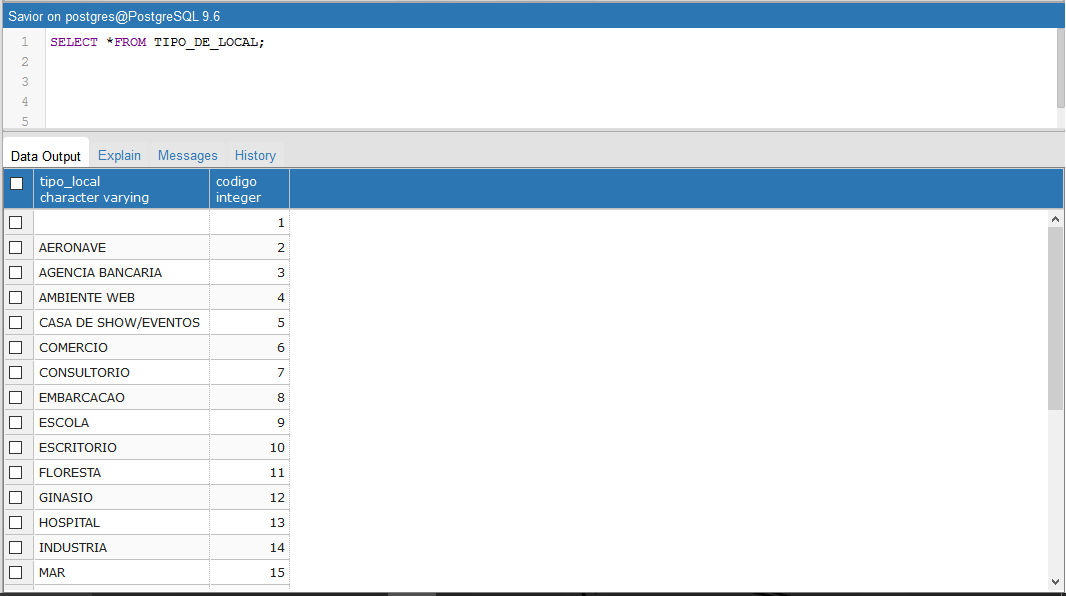 Savior on postgres@PostgreSQL 9.6
1 SELECT *FROM TIPO_DE_LOCAL;
2
3
4
5
Data Output Explain Messages History
tipo_local codigo
character varying integer
1
AERONAVE 2
AGENCIA BANCARIA 3
AMBIENTE WEB 4
CASA DE SHOW/EVENTOS 5
COMERCIO 6
CONSULTORIO 7
EMBARCACAO 8
ESCOLA 9
ESCRITORIO 10
FLORESTA 11
GINASIO 12
HOSPITAL 13
INDUSTRIA 14
MAR 15